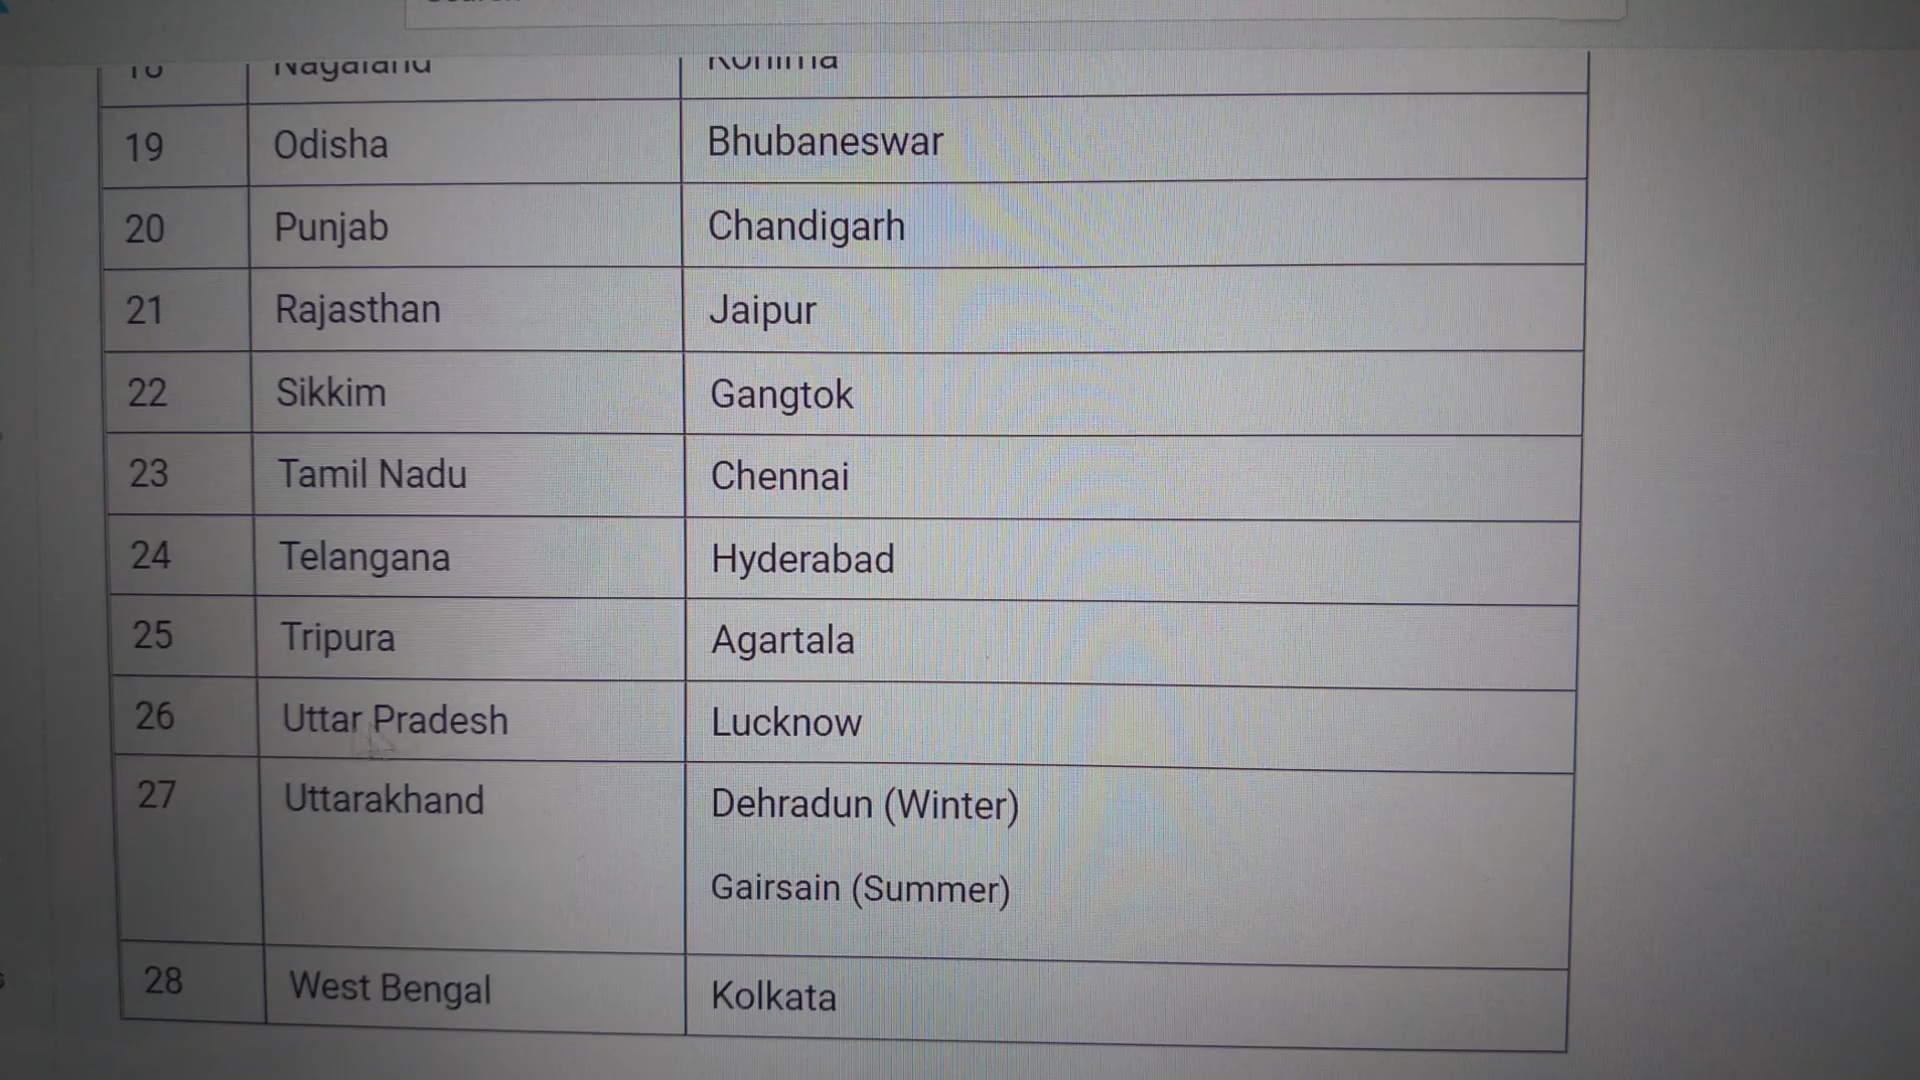 19 Odisha Bhubaneswar
20 Punjab Chandigarh
21 Rajasthan Jaipur
22 Sikkim Gangtok
23 Tamil Nadu Chennai
24 Telangana Hyderabad
25 Tripura Agartala
26 Uttar Pradesh Lucknow
27 Uttarakhand Dehradun (Winter)
Gairsain (Summer)
28 West Bengal Kolkata